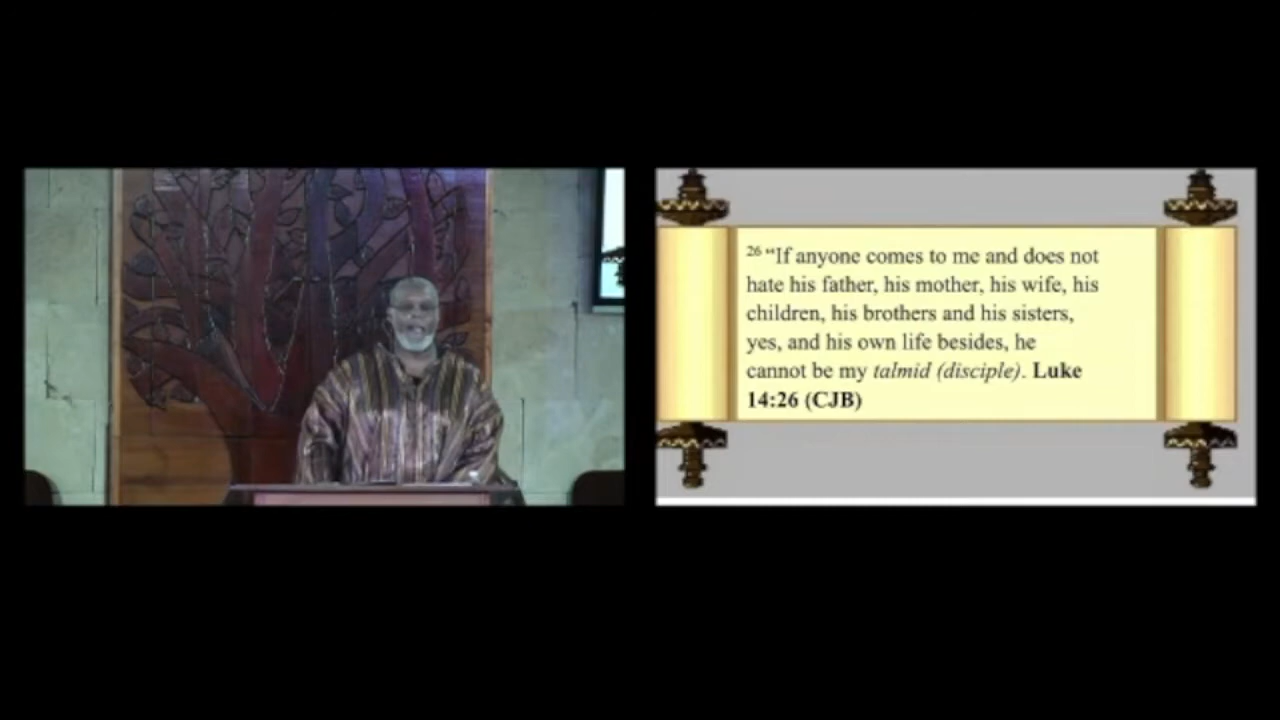 26 “If anyone comes to me and does not
hate his father, his mother, his wife, his
children, his brothers and his sisters,
yes, and his own life besides, he
cannot be my talmid (disciple). Luke
14:26 (CJB)